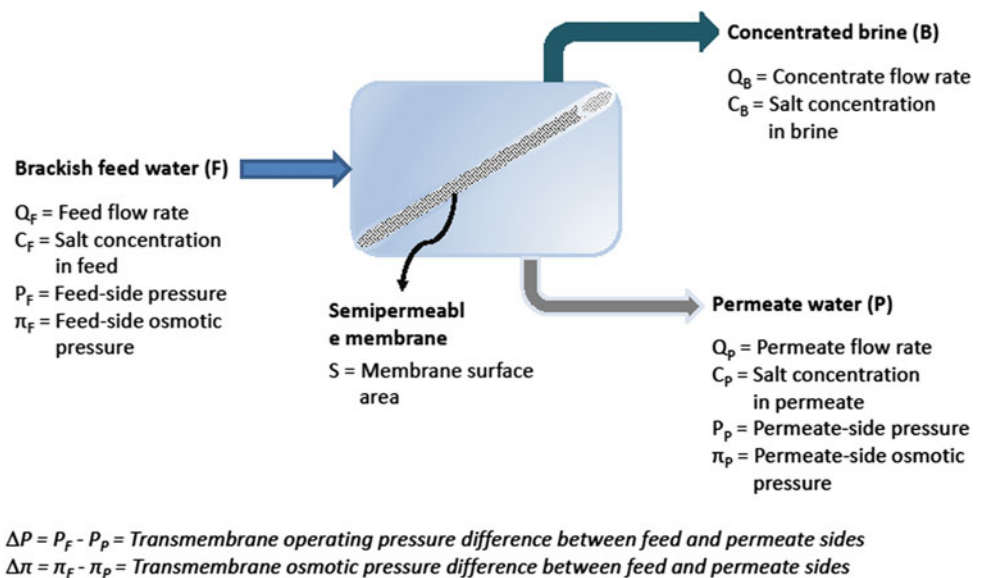 Concentrated brine (B)
Q_B = Concentrate flow rate
C_B = Salt concentration
in brine
Brackish feed water (F)
Q_F = Feed flow rate
C_F = Salt concentration
in feed
P_F = Feed-side pressure
π_F = Feed-side osmotic
pressure
Semipermeabl
e membrane
S = Membrane surface
area
Permeate water (P)
Q_P = Permeate flow rate
C_P = Salt concentration
in permeate
P_P = Permeate-side pressure
π_P = Permeate-side osmotic
pressure
ΔP = P_F - P_P = Transmembrane operating pressure difference between feed and permeate sides
Δπ = π_F - π_P = Transmembrane osmotic pressure difference between feed and permeate sides